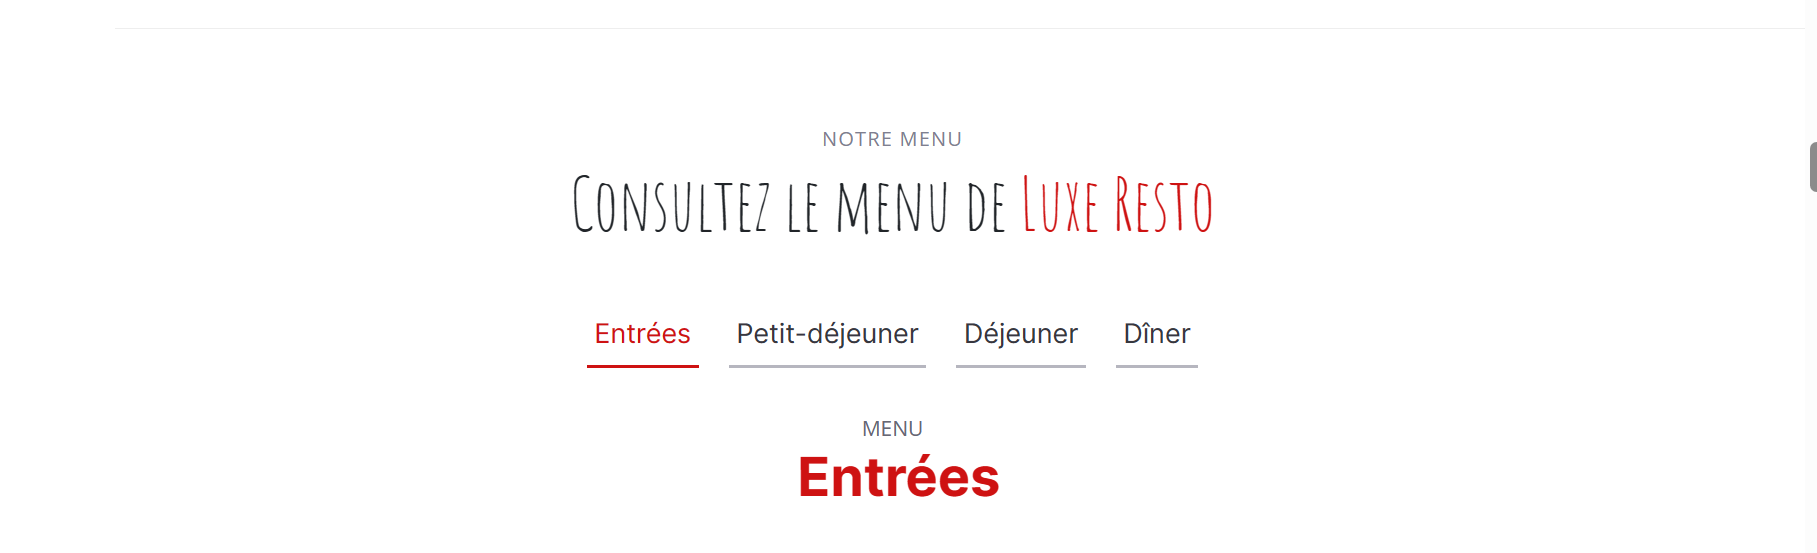 NOTRE MENU
Consultez le menu de Luxe Resto
Entrées Petit-déjeuner Déjeuner Dîner
MENU
Entrées